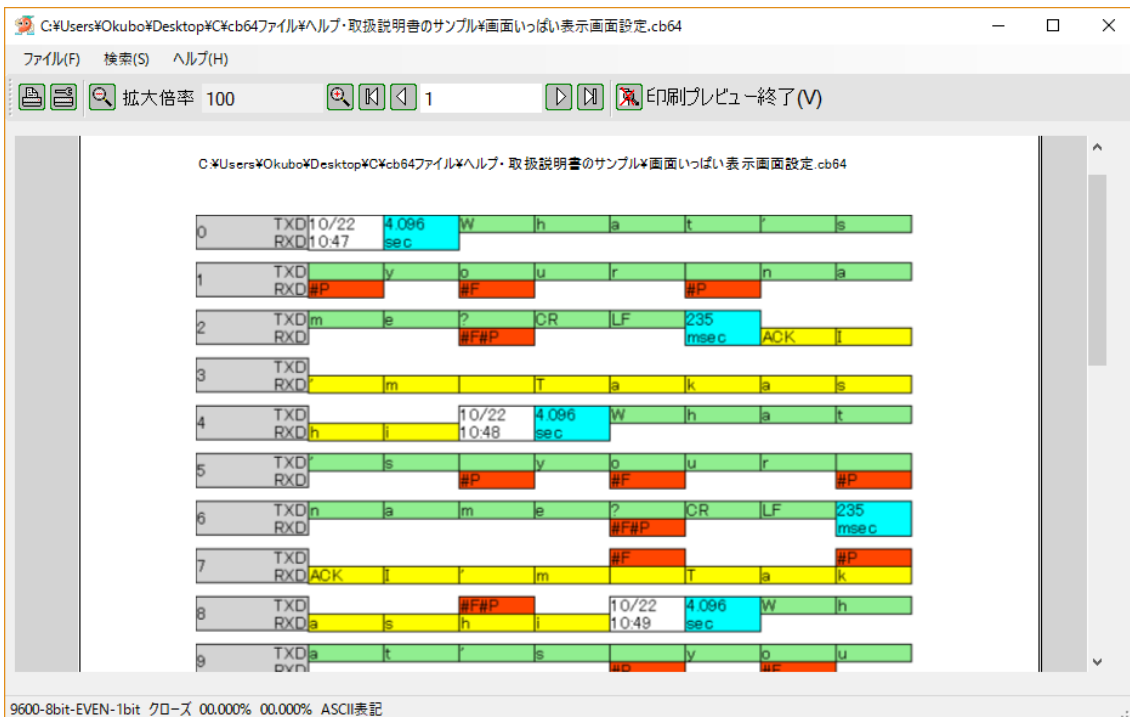 C:¥Users¥Okubo¥Desktop¥C¥cb64ファイル¥ヘルプ・取扱説明書のサンプル¥画面いっぱい表示画面設定.cb64
ファイル(F) 検索(S) ヘルプ(H)
拡大倍率 100 1 印刷プレビュー終了(V)
C:¥Users¥Okubo¥Desktop¥C¥cb64ファイル¥ヘルプ・取扱説明書のサンプル¥画面いっぱい表示画面設定.cb64
0 TXD 10/22 4.096 W h a t ' s
RXD 10:47 sec
1 TXD y o u r n a
RXD #P #F #P
2 TXD m e ? CR LF 235
RXD #F#P msec ACK I
3 TXD
RXD ' m T a k a s
4 TXD 10/22 4.096 W h a t
RXD h i 10:48 sec
5 TXD ' s y o u r
RXD #P #F #P
6 TXD n a m e ? CR LF 235
RXD #F#P msec
7 TXD #F #P
RXD ACK I ' m T a k
8 TXD #F#P 10/22 4.096 W h
RXD a s h i 10:49 sec
9 TXD a t ' s y o u
RXD #P #F
9600-8bit-EVEN-1bit クローズ 00.000% 00.000% ASCII表記